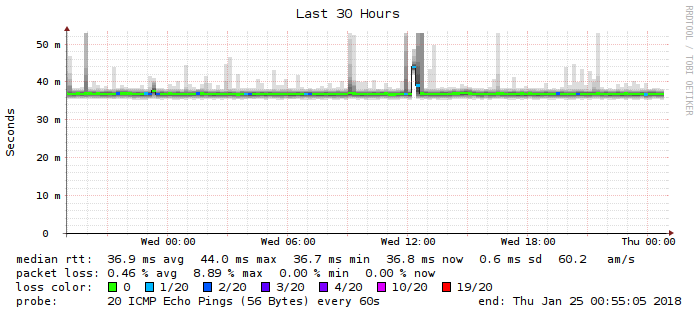 Last 30 Hours
RRDTOOL / TOBI OETIKER
Seconds
50 m
40 m
30 m
20 m
10 m
0
Wed 00:00 Wed 06:00 Wed 12:00 Wed 18:00 Thu 00:00
median rtt: 36.9 ms avg 44.0 ms max 36.7 ms min 36.8 ms now 0.6 ms sd 60.2 am/s
packet loss: 0.46 % avg 8.89 % max 0.00 % min 0.00 % now
loss color: 0 1/20 2/20 3/20 4/20 10/20 19/20
probe: 20 ICMP Echo Pings (56 Bytes) every 60s end: Thu Jan 25 00:55:05 2018